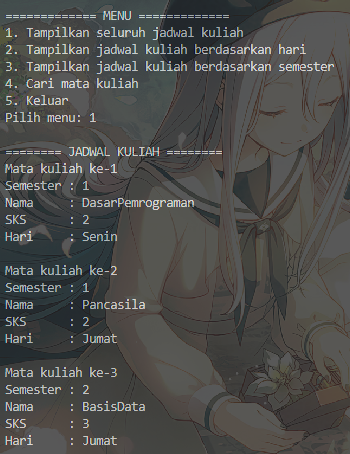 ============= MENU =============
1. Tampilkan seluruh jadwal kuliah
2. Tampilkan jadwal kuliah berdasarkan hari
3. Tampilkan jadwal kuliah berdasarkan semester
4. Cari mata kuliah
5. Keluar
Pilih menu: 1
======== JADWAL KULIAH ========
Mata kuliah ke-1
Semester : 1
Nama : DasarPemrograman
SKS : 2
Hari : Senin
Mata kuliah ke-2
Semester : 1
Nama : Pancasila
SKS : 2
Hari : Jumat
Mata kuliah ke-3
Semester : 2
Nama : BasisData
SKS : 3
Hari : Jumat